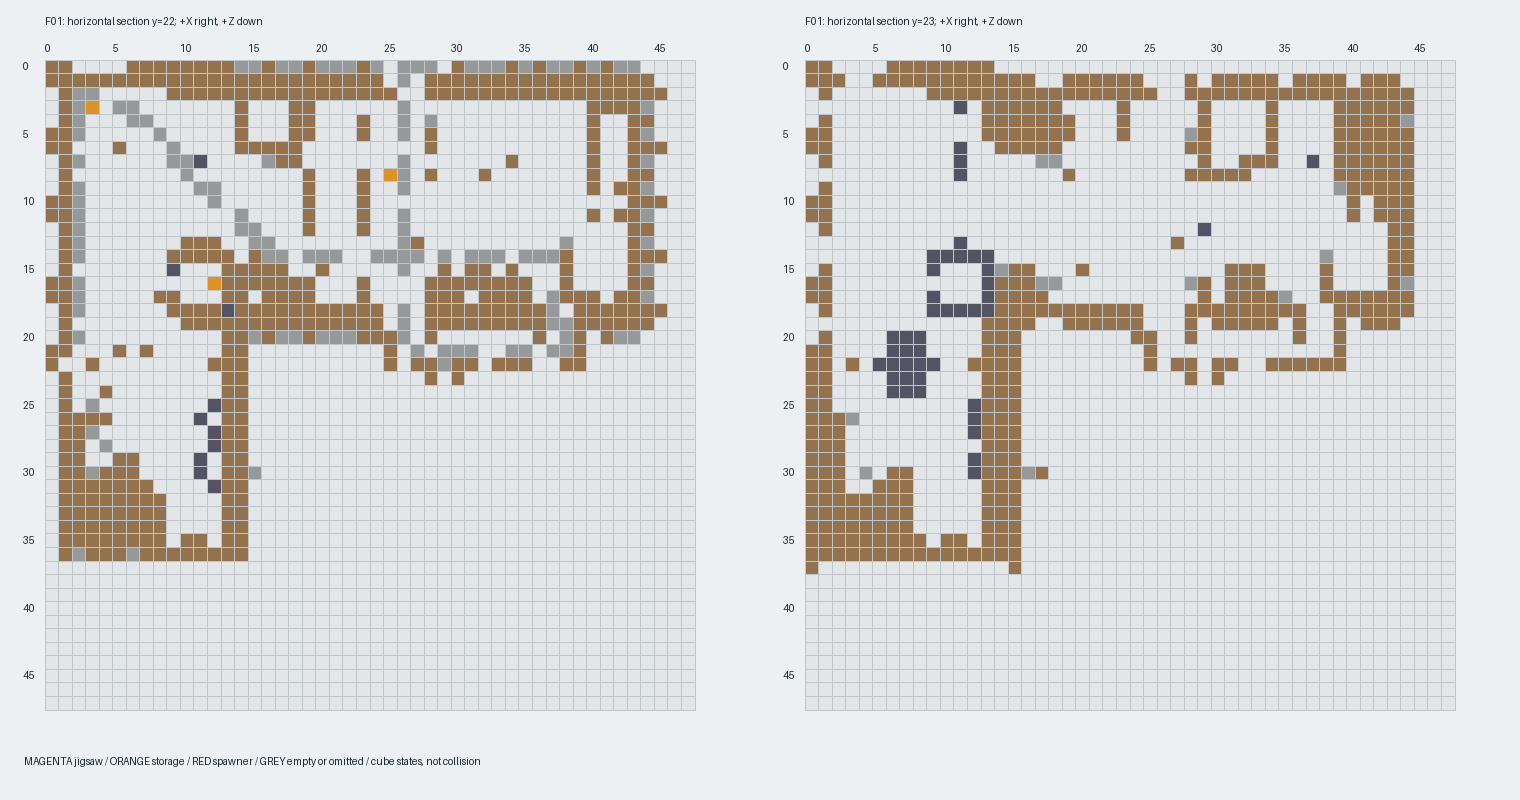 F01: horizontal section y=22; +X right, +Z down
F01: horizontal section y=23; +X right, +Z down
0 5 10 15 20 25 30 35 40 45
0 5 10 15 20 25 30 35 40 45
0 0
5 5
10 10
15 15
20 20
25 25
30 30
35 35
40 40
45 45
MAGENTA jigsaw / ORANGE storage / RED spawner / GREY empty or omitted / cube states, not collision